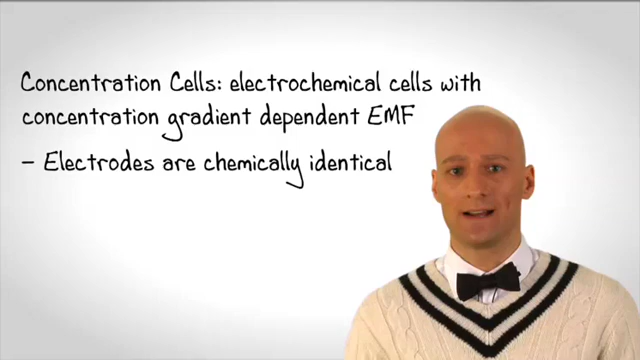 Concentration Cells: electrochemical cells with
concentration gradient dependent EMF
- Electrodes are chemically identical